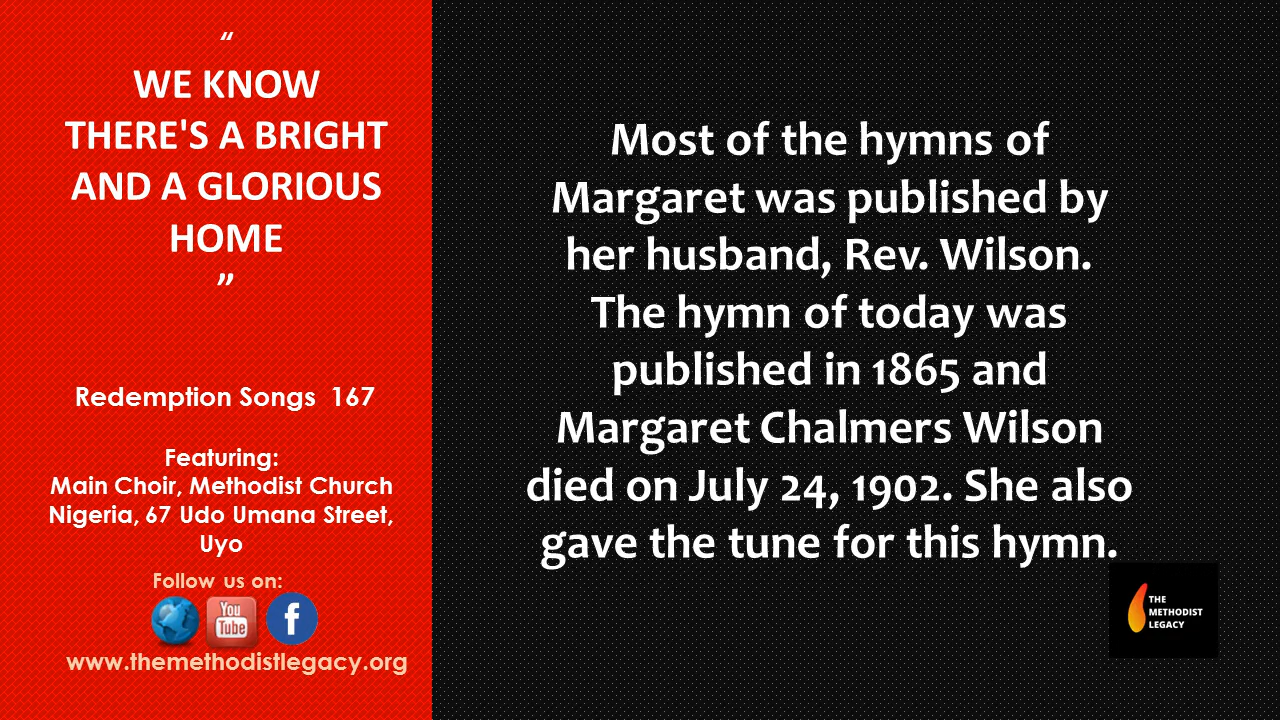 “
WE KNOW
THERE'S A BRIGHT
AND A GLORIOUS
HOME
”
Redemption Songs 167
Featuring:
Main Choir, Methodist Church
Nigeria, 67 Udo Umana Street,
Uyo
Follow us on:
You
Tube
f
www.themethodistlegacy.org
Most of the hymns of
Margaret was published by
her husband, Rev. Wilson.
The hymn of today was
published in 1865 and
Margaret Chalmers Wilson
died on July 24, 1902. She also
gave the tune for this hymn.
THE
METHODIST
LEGACY